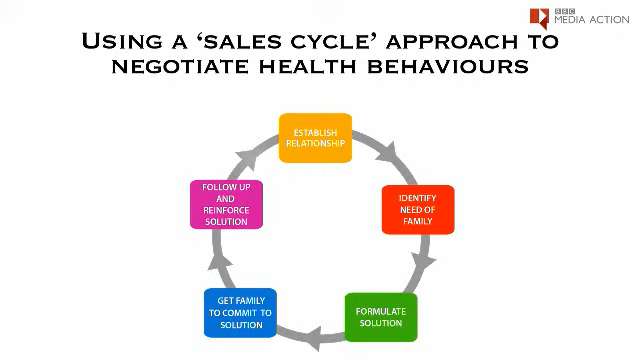 BBC
MEDIA ACTION
USING A ‘SALES CYCLE’ APPROACH TO
NEGOTIATE HEALTH BEHAVIOURS
ESTABLISH
RELATIONSHIP
IDENTIFY
NEED OF
FAMILY
FORMULATE
SOLUTION
GET FAMILY
TO COMMIT TO
SOLUTION
FOLLOW UP
AND
REINFORCE
SOLUTION